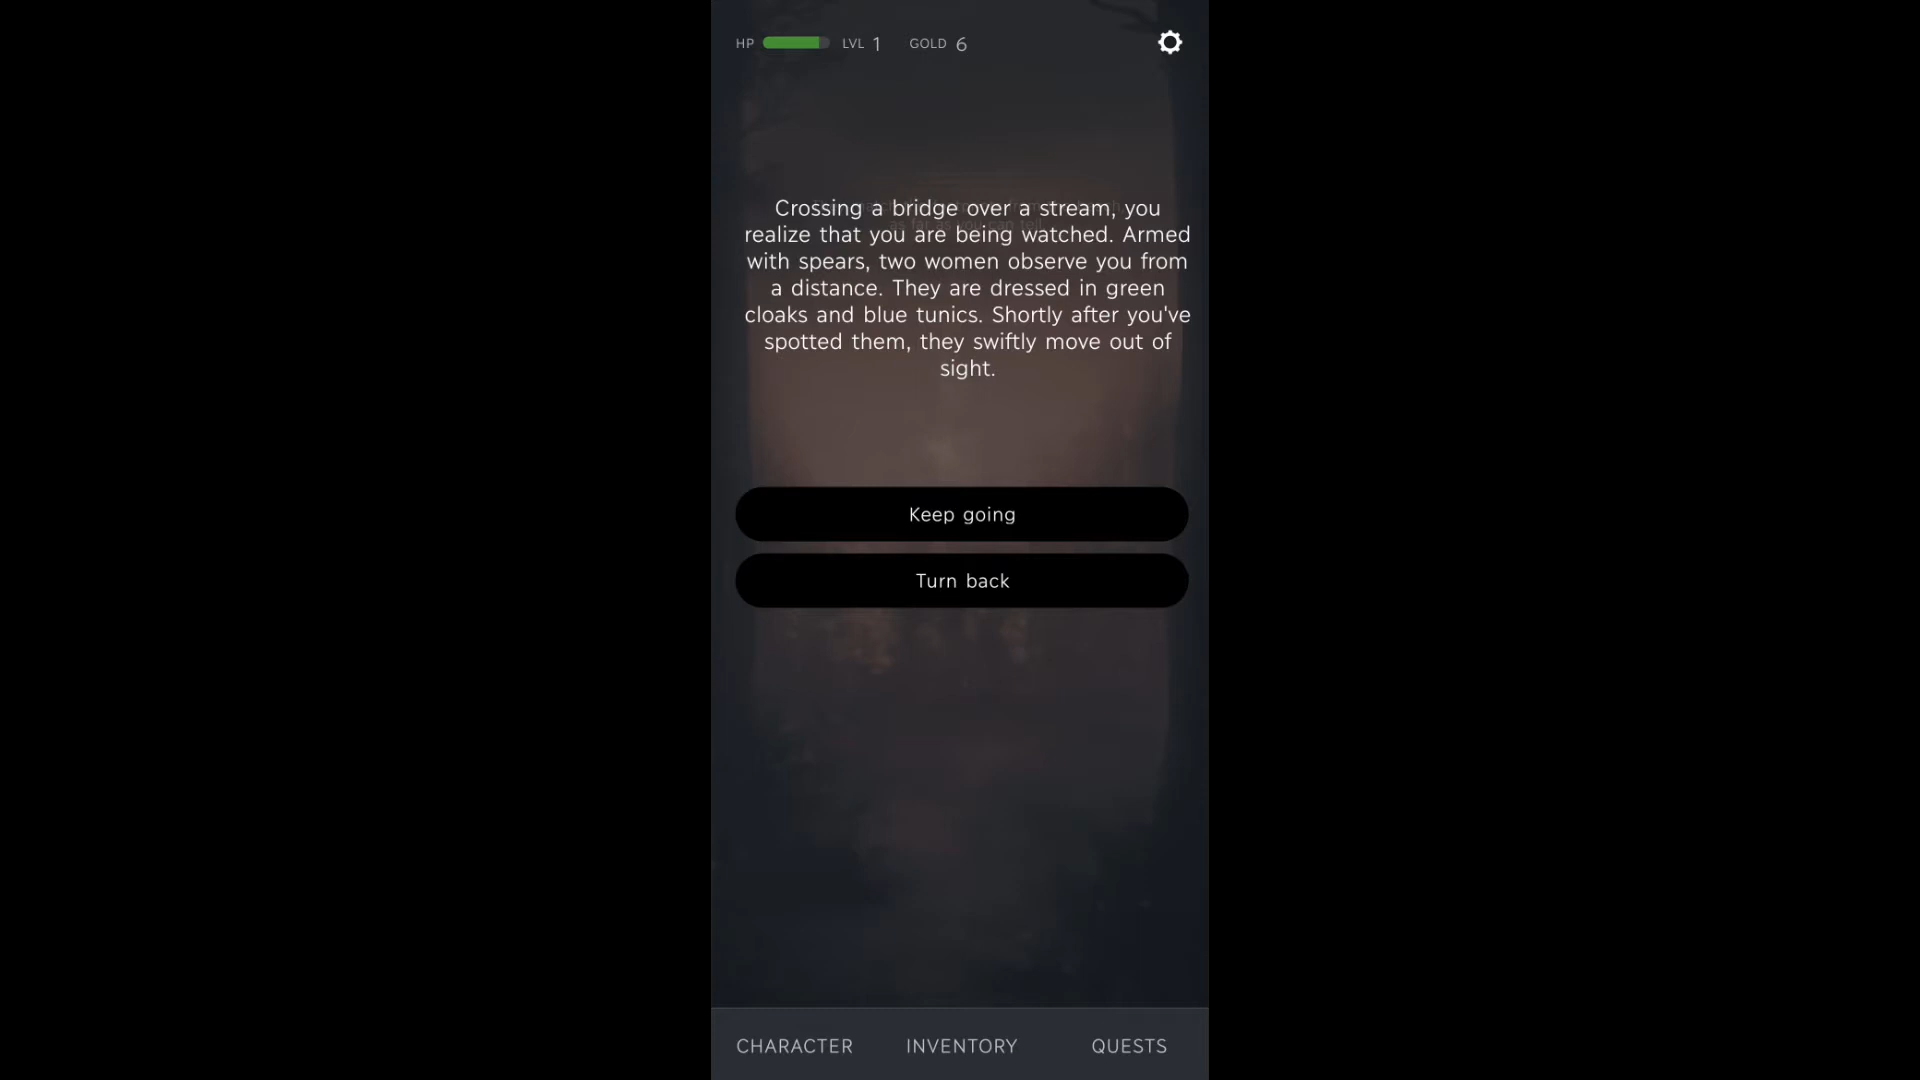 HP LVL 1 GOLD 6
Crossing a bridge over a stream, you
realize that you are being watched. Armed
with spears, two women observe you from
a distance. They are dressed in green
cloaks and blue tunics. Shortly after you've
spotted them, they swiftly move out of
sight.
Keep going
Turn back
CHARACTER INVENTORY QUESTS